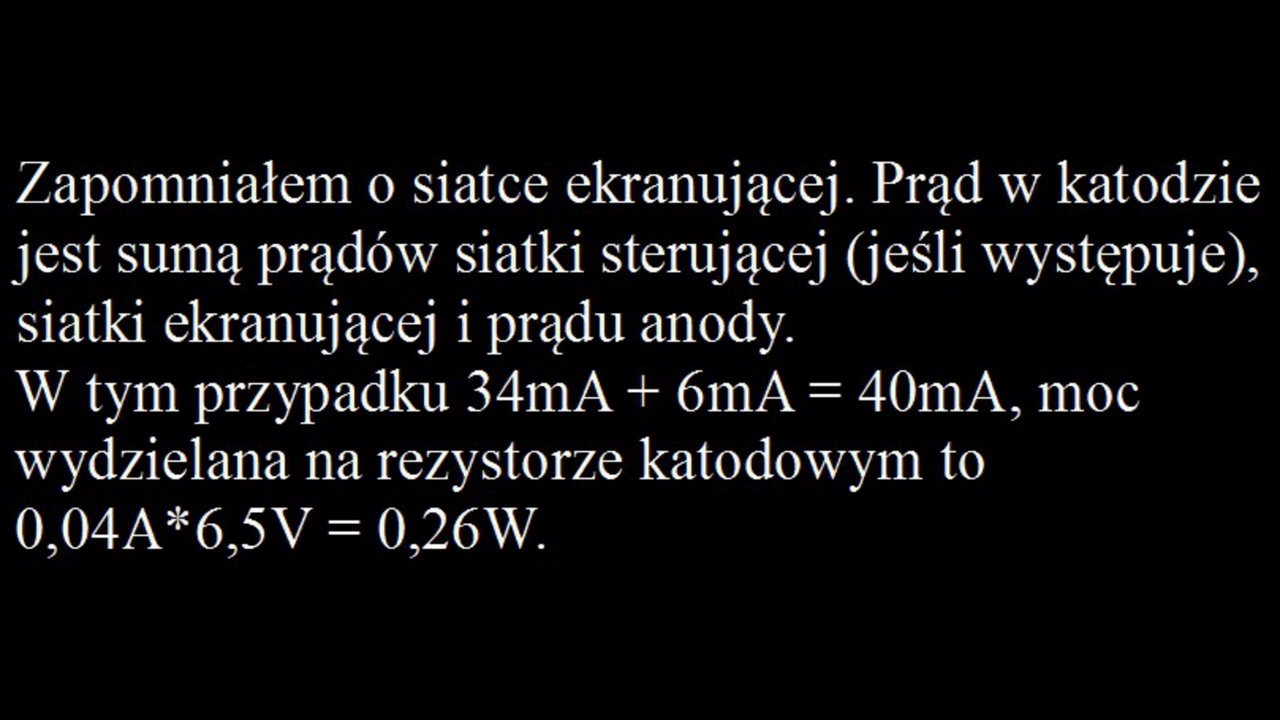 Zapomniałem o siatce ekranującej. Prąd w katodzie
jest sumą prądów siatki sterującej (jeśli występuje),
siatki ekranującej i prądu anody.
W tym przypadku 34mA + 6mA = 40mA, moc
wydzielana na rezystorze katodowym to
0,04A*6,5V = 0,26W.